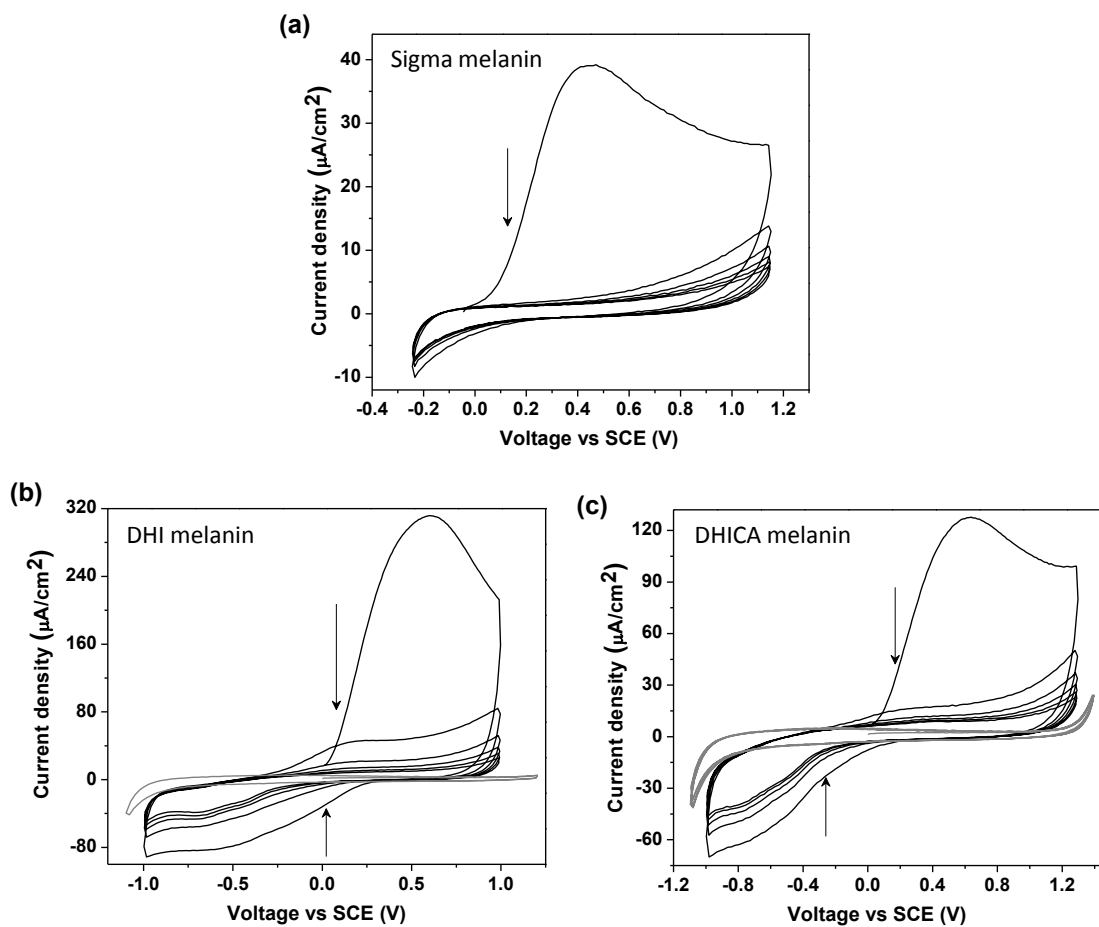 (a)
Sigma melanin
Current density (µA/cm²)
40
30
20
10
0
-10
-0.4 -0.2 0.0 0.2 0.4 0.6 0.8 1.0 1.2
Voltage vs SCE (V)
(b)
DHI melanin
Current density (µA/cm²)
320
240
160
80
0
-80
-1.0 -0.5 0.0 0.5 1.0
Voltage vs SCE (V)
(c)
DHICA melanin
Current density (µA/cm²)
120
90
60
30
0
-30
-60
-1.2 -0.8 -0.4 0.0 0.4 0.8 1.2
Voltage vs SCE (V)